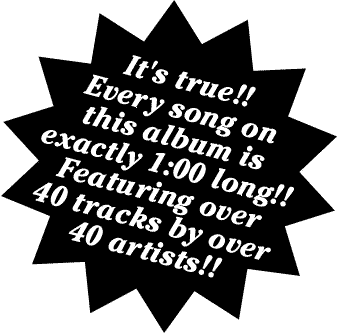 It's true!!
Every song on
this album is
exactly 1:00 long!!
Featuring over
40 tracks by over
40 artists!!